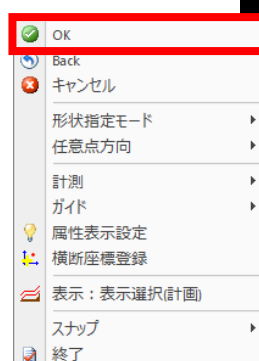 OK
Back
キャンセル
形状指定モード
任意点方向
計測
ガイド
属性表示設定
横断座標登録
表示：表示選択(計画)
スナップ
終了